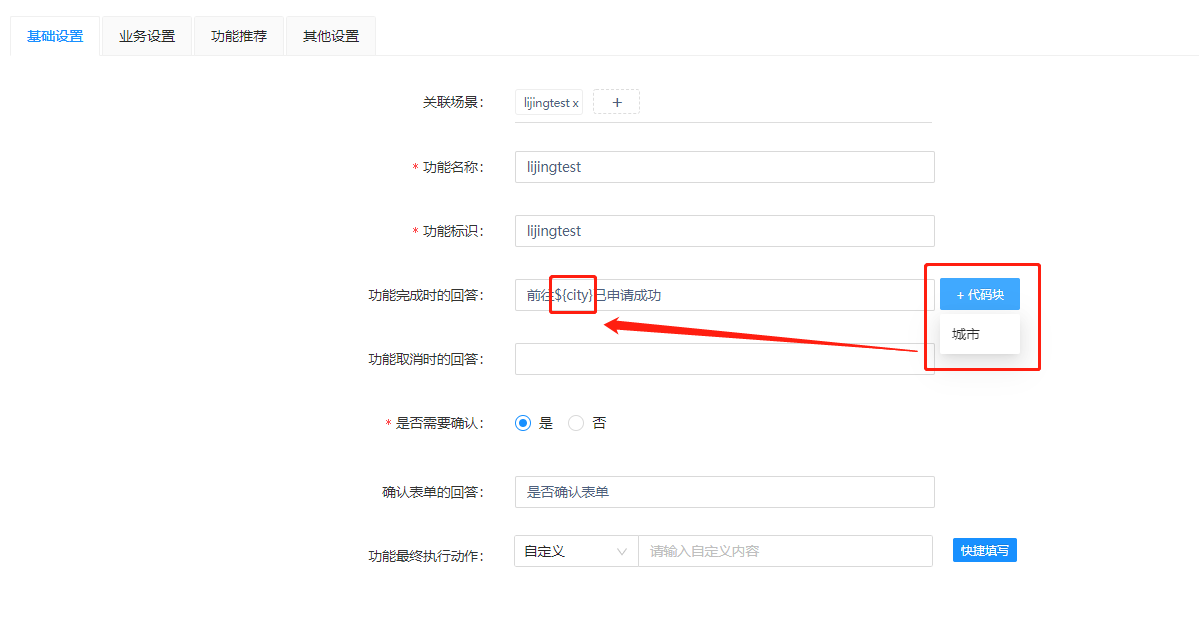 基础设置 业务设置 功能推荐 其他设置
关联场景： lijingtest x +
* 功能名称： lijingtest
* 功能标识： lijingtest
功能完成时的回答： 前往${city}已申请成功 + 代码块
城市
功能取消时的回答：
* 是否需要确认： 是 否
确认表单的回答： 是否确认表单
功能最终执行动作： 自定义 请输入自定义内容 快捷填写